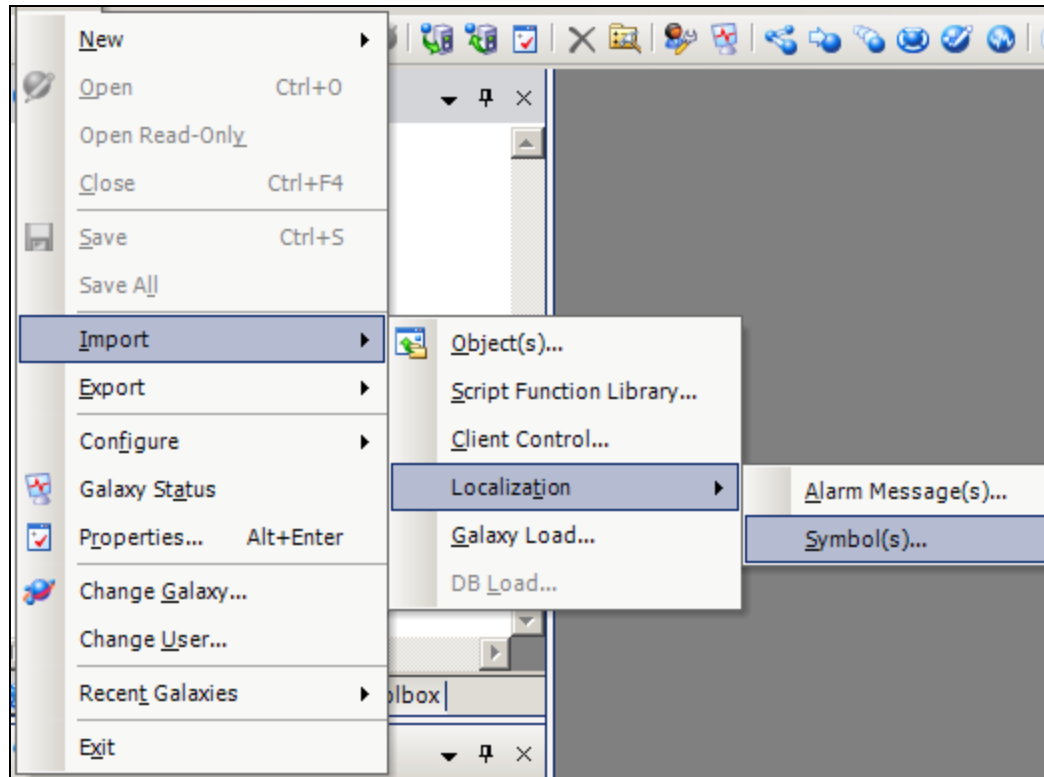 New
Open Ctrl+O
Open Read-Only
Close Ctrl+F4
Save Ctrl+S
Save All
Import
Object(s)...
Export
Script Function Library...
Configure
Client Control...
Galaxy Status
Localization
Alarm Message(s)...
Properties... Alt+Enter
Galaxy Load...
Symbol(s)...
Change Galaxy...
DB Load...
Change User...
Recent Galaxies
Exit